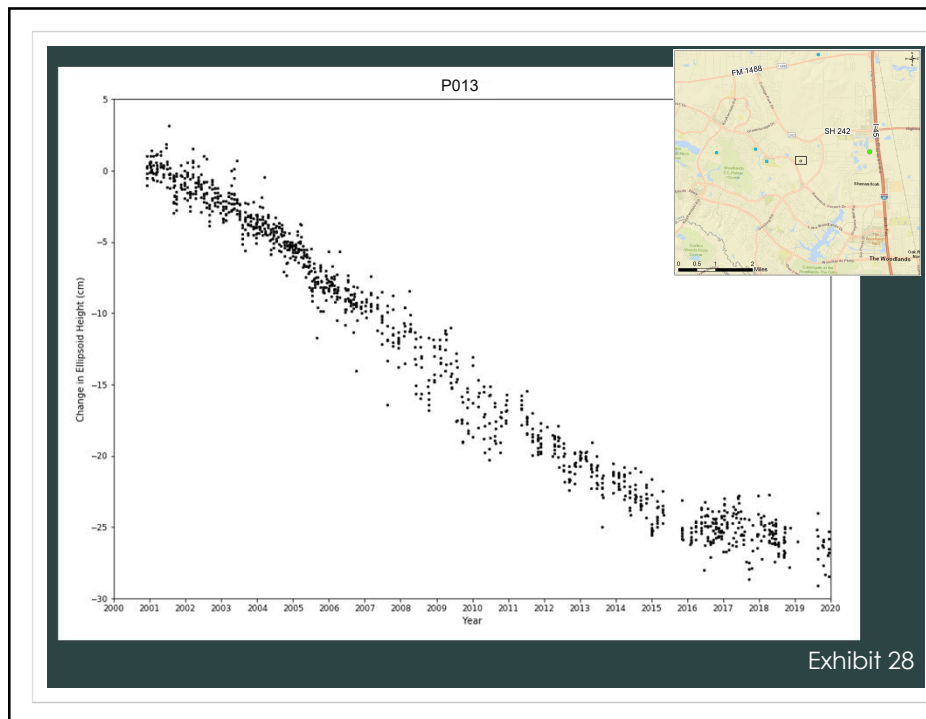 P013
FM 1488
SH 242
I-45
Shenandoah
The Woodlands
0 0.5 1 2
Miles
5
0
−5
−10
−15
−20
−25
−30
Change in Ellipsoid Height (cm)
2000 2001 2002 2003 2004 2005 2006 2007 2008 2009 2010 2011 2012 2013 2014 2015 2016 2017 2018 2019 2020
Year
Exhibit 28